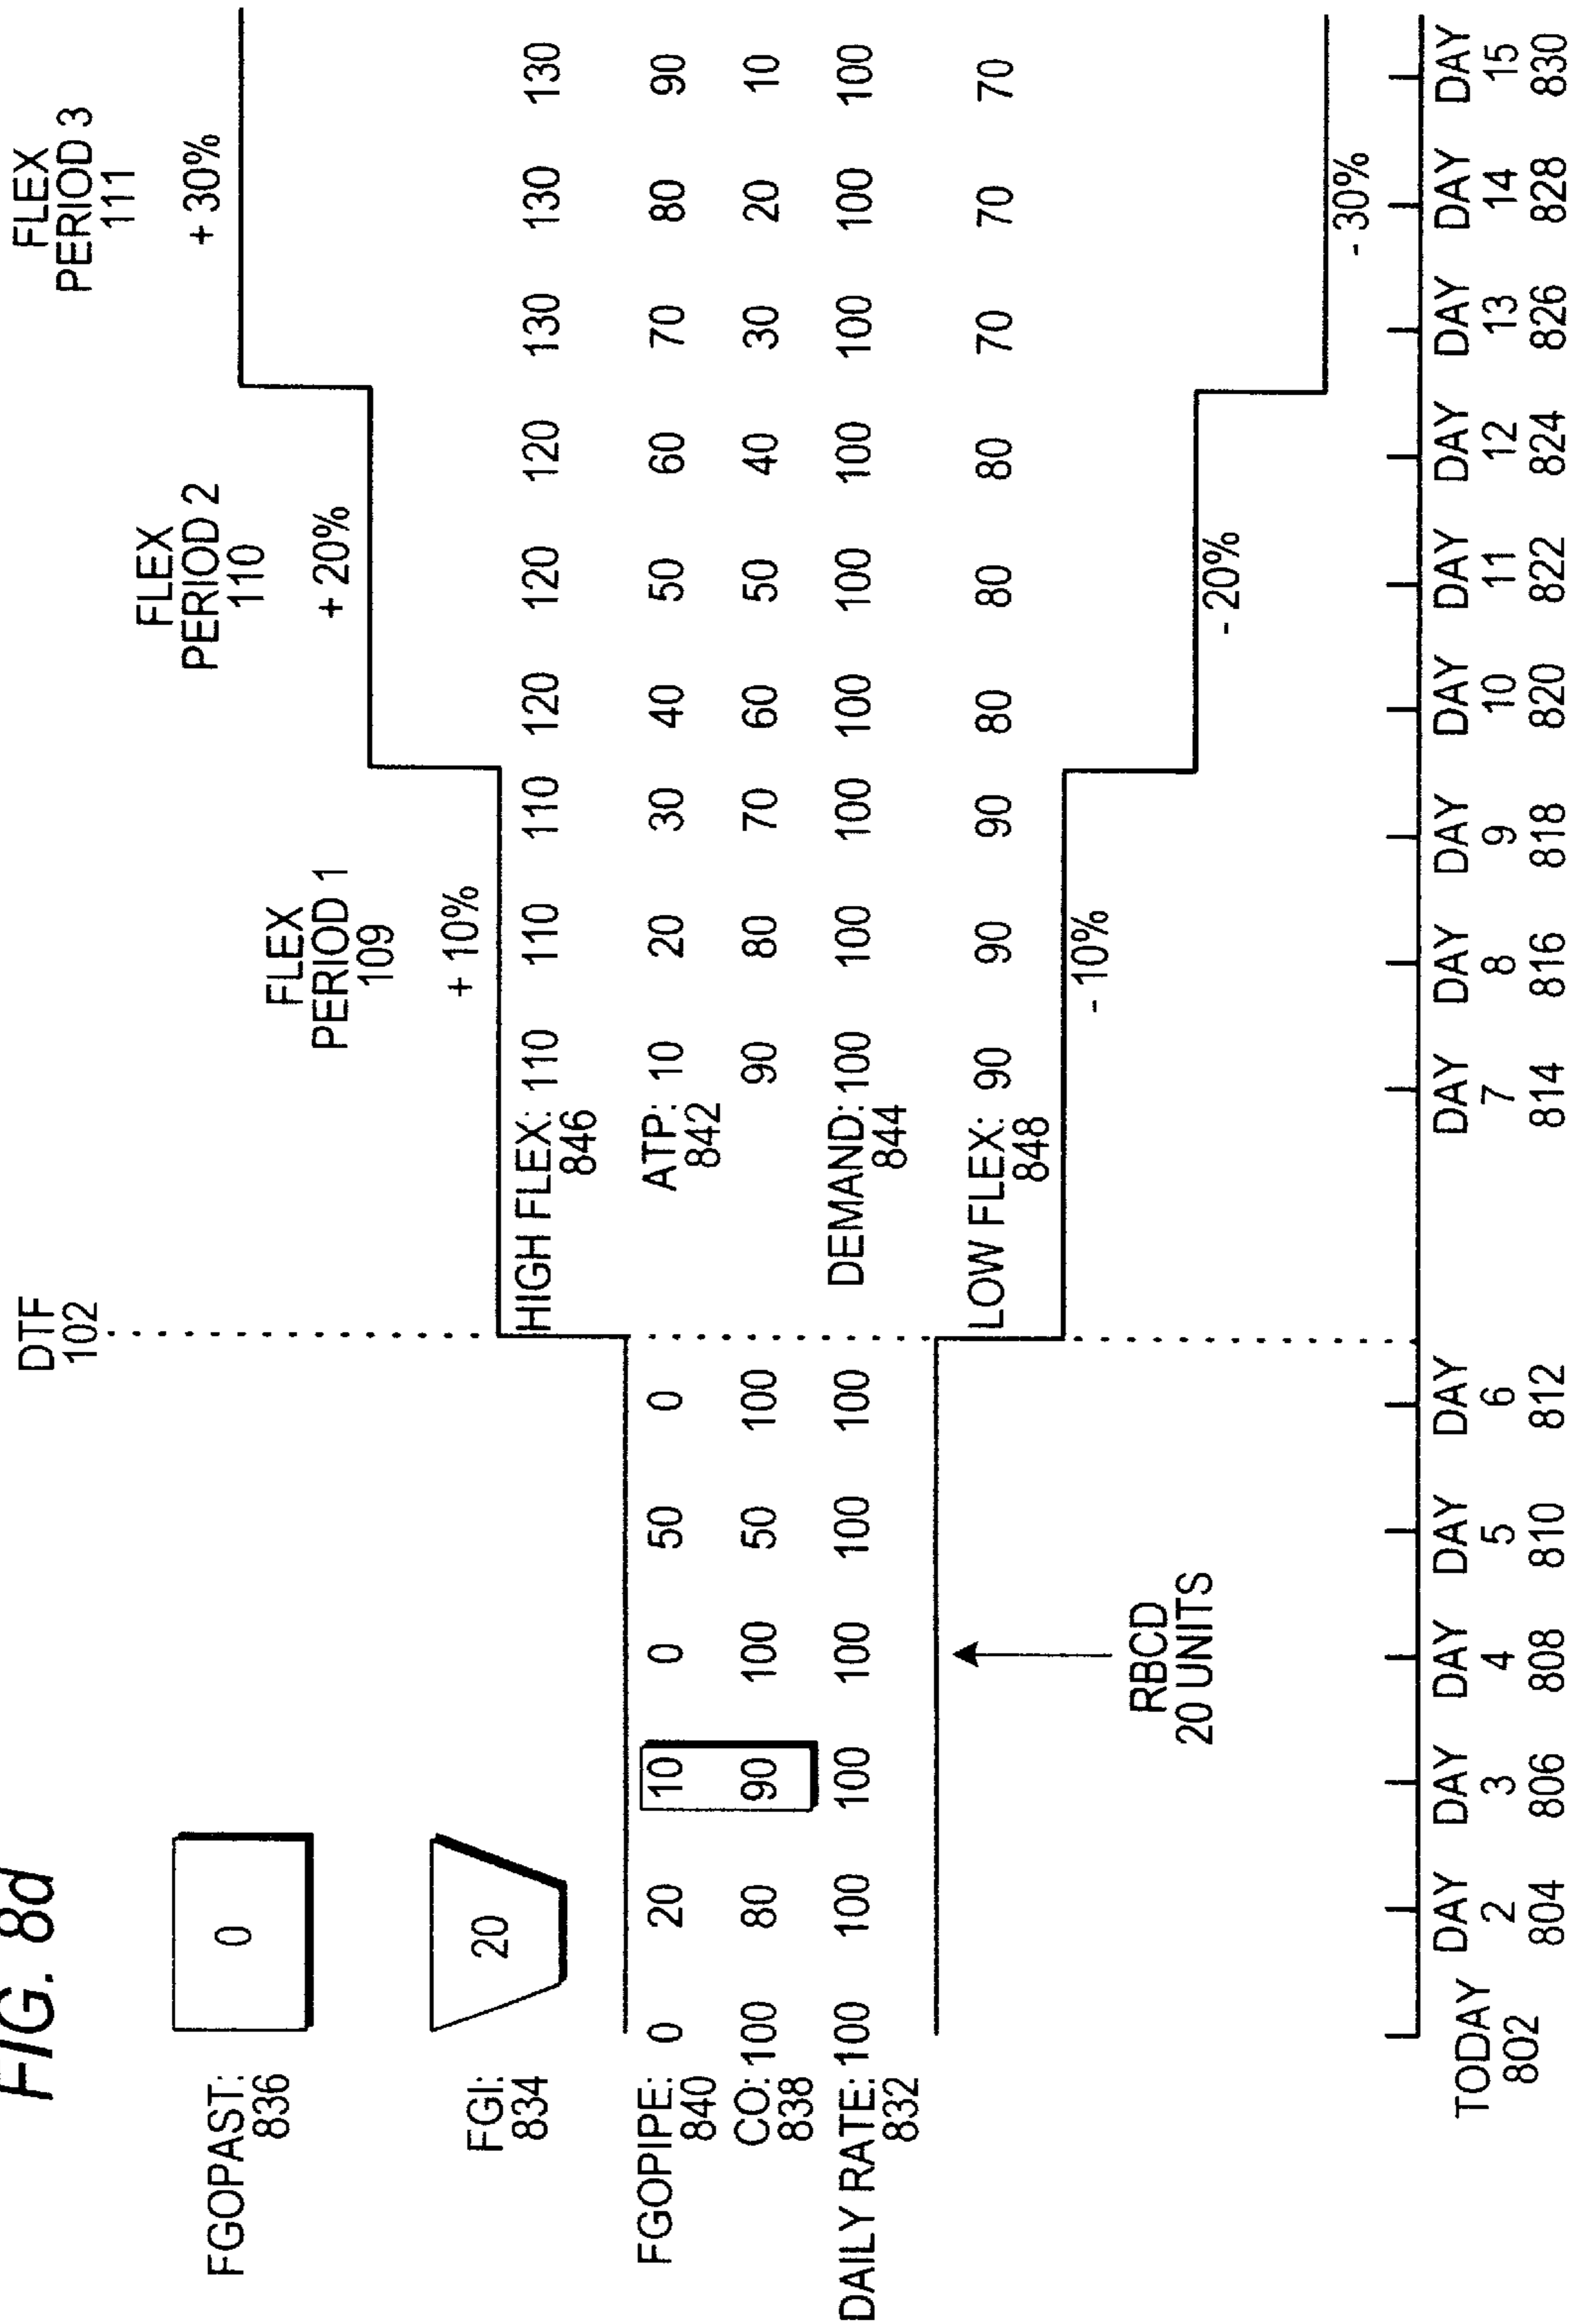 FIG. 8d
FGOPAST:
836
0
FGI:
834
20
DTF
102
FLEX
PERIOD 1
109
+ 10%
FLEX
PERIOD 2
110
+ 20%
FLEX
PERIOD 3
111
+ 30%
HIGH FLEX: 110 110 110 120 120 120 130 130 130
846
FGOPIPE: 0 20 10 0 50 0
840
ATP: 10 20 30 40 50 60 70 80 90
842
CO: 100 80 90 100 50 100 90 80 70 60 50 40 30 20 10
838
DAILY RATE: 100 100 100 100 100 100
832
DEMAND: 100 100 100 100 100 100 100 100 100
844
LOW FLEX: 90 90 90 80 80 80 70 70 70
848
- 10%
- 20%
- 30%
RBCD
20 UNITS
TODAY
802
DAY
2
804
DAY
3
806
DAY
4
808
DAY
5
810
DAY
6
812
DAY
7
814
DAY
8
816
DAY
9
818
DAY
10
820
DAY
11
822
DAY
12
824
DAY
13
826
DAY
14
828
DAY
15
830